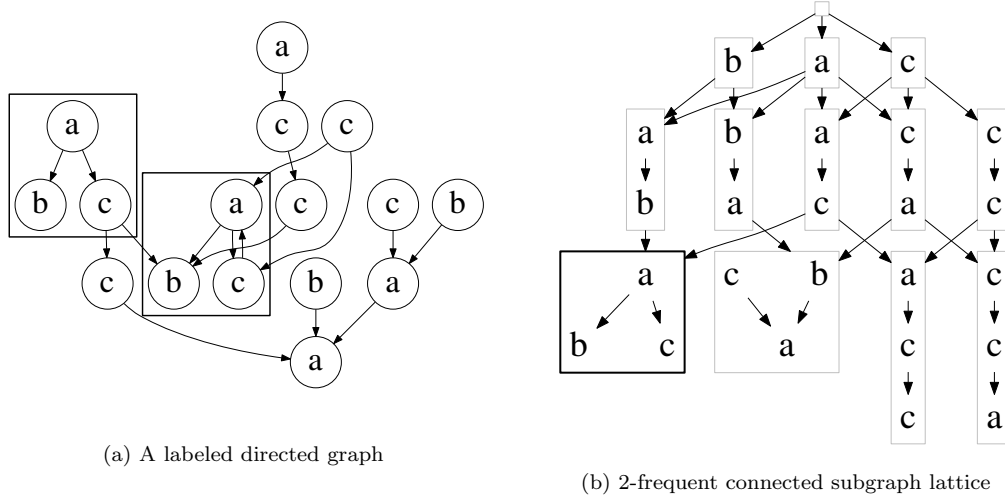 a
c c
a
b c a c c b
c b c b a
a
(a) A labeled directed graph
b a c
a b a c c
b a c a c
a c b a c
b c a c c
c a
(b) 2-frequent connected subgraph lattice